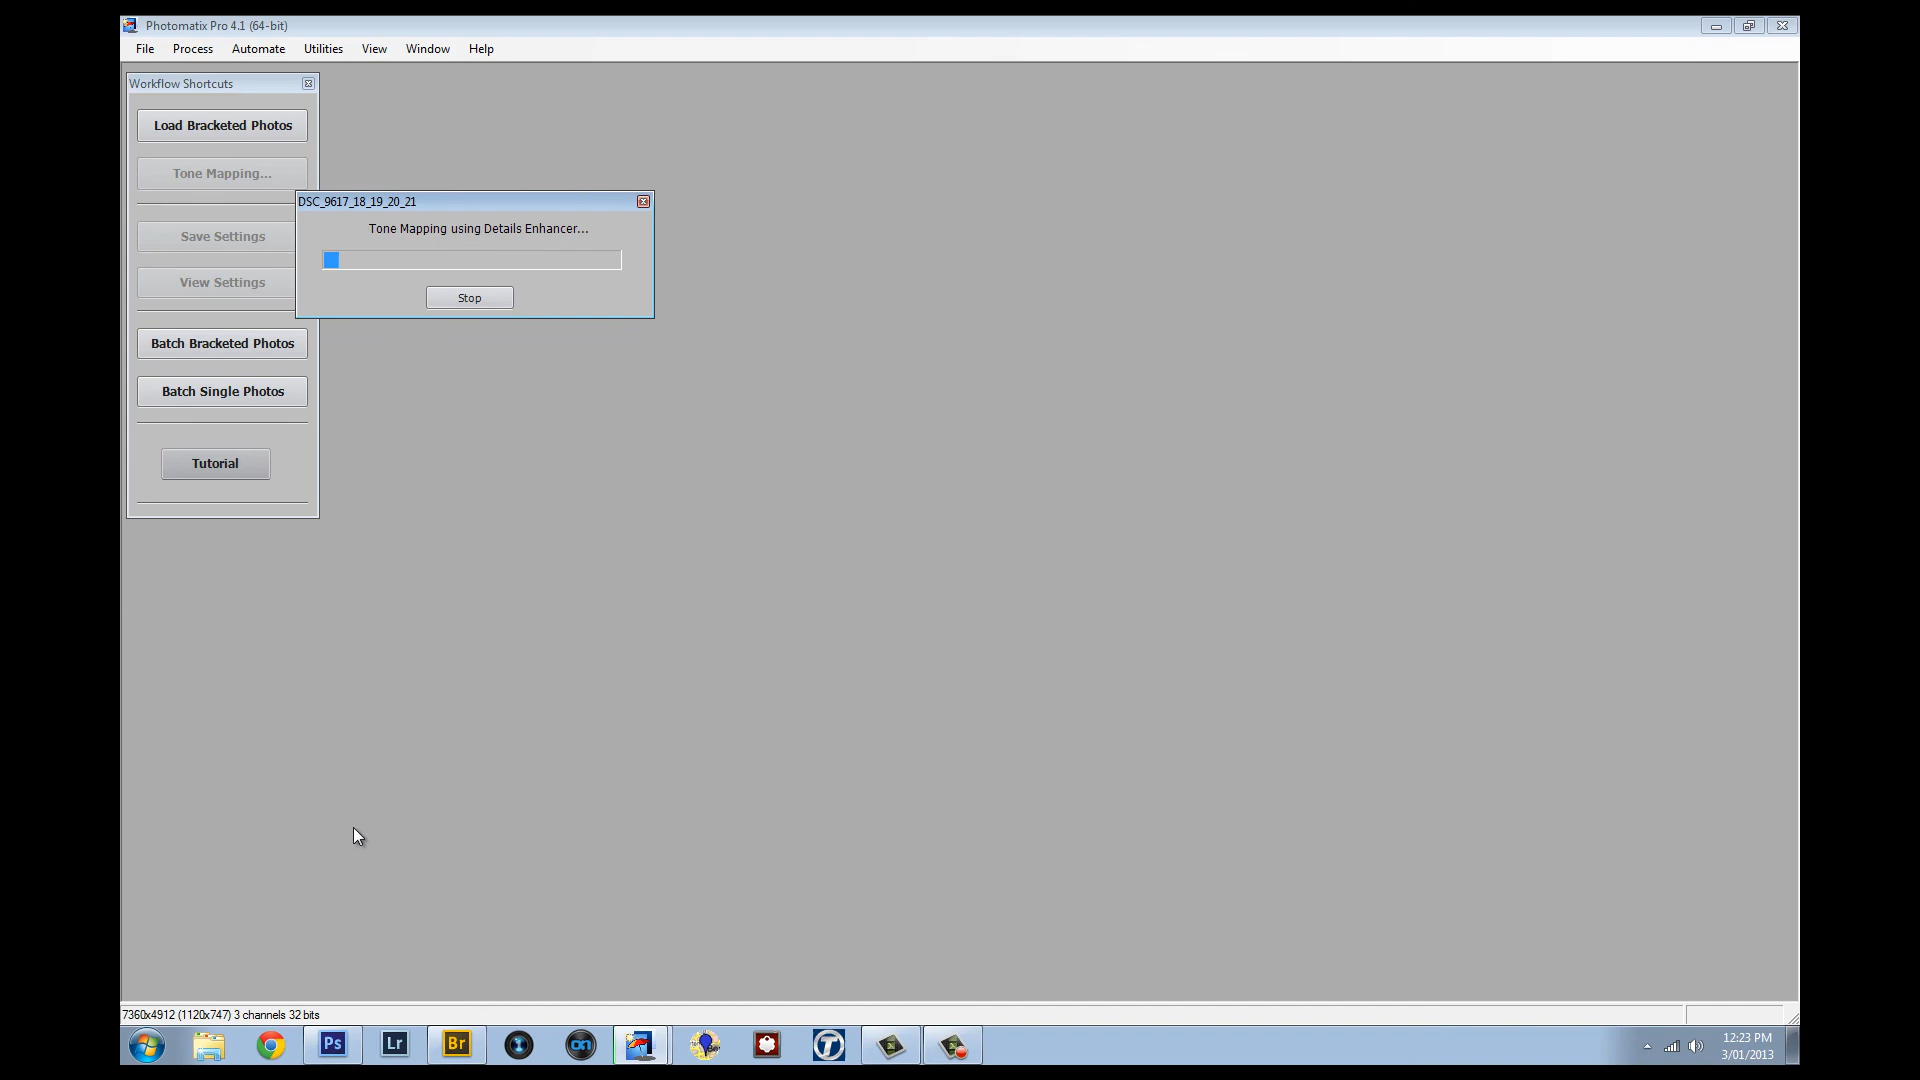 Photomatix Pro 4.1 (64-bit)
File Process Automate Utilities View Window Help
Workflow Shortcuts
Load Bracketed Photos
Tone Mapping...
DSC_9617_18_19_20_21
Tone Mapping using Details Enhancer...
Stop
Save Settings
View Settings
Batch Bracketed Photos
Batch Single Photos
Tutorial
7360x4912 (1120x747) 3 channels 32 bits
Ps Lr Br on T
12:23 PM
3/01/2013